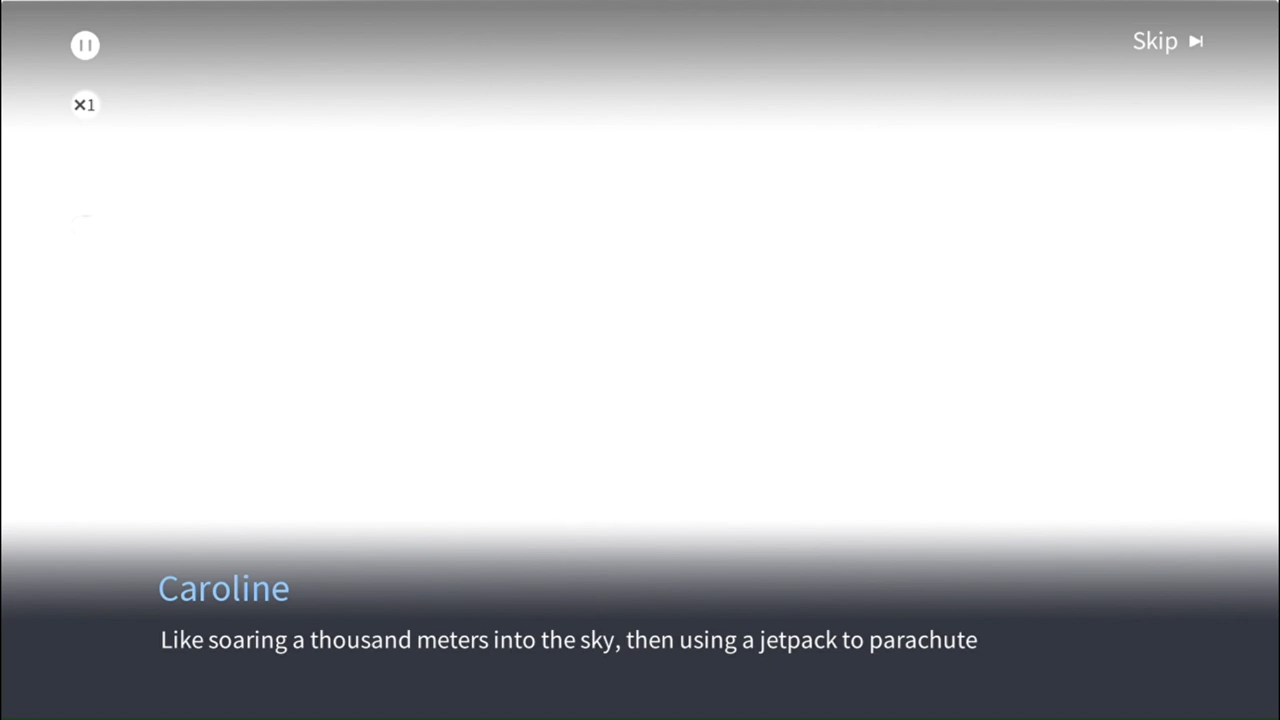 Skip
×1
Caroline
Like soaring a thousand meters into the sky, then using a jetpack to parachute